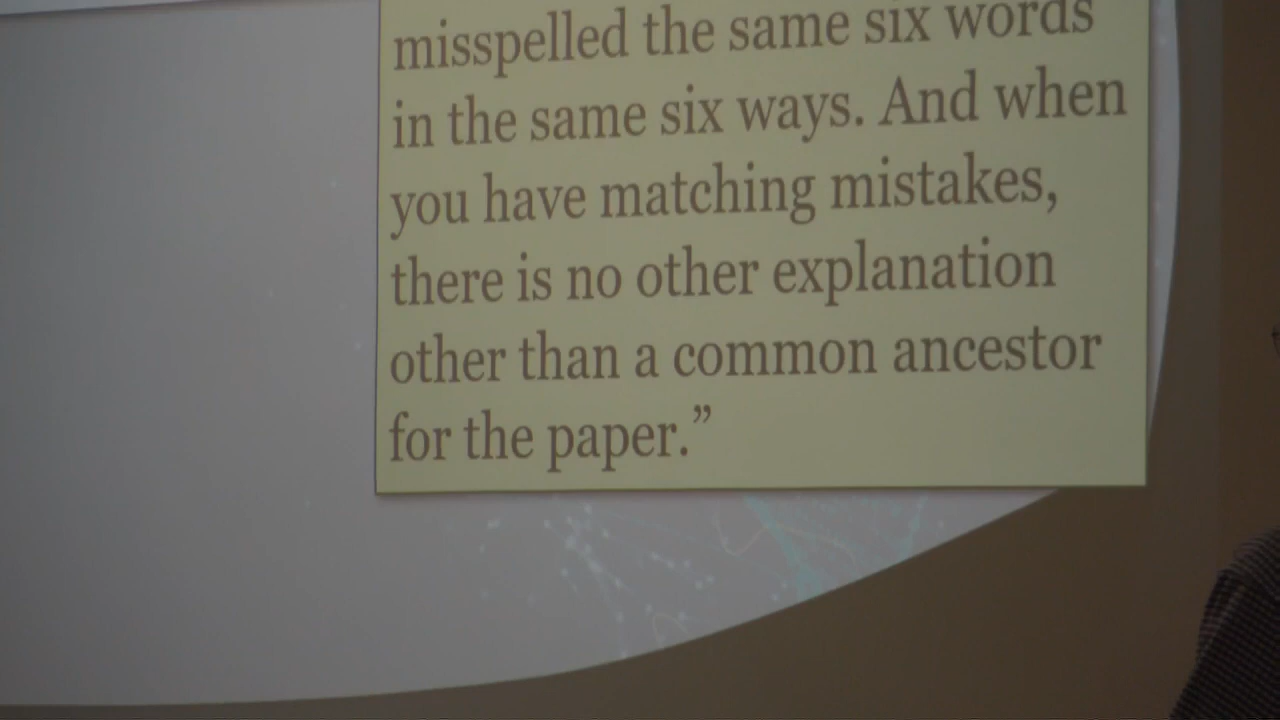 misspelled the same six words
in the same six ways. And when
you have matching mistakes,
there is no other explanation
other than a common ancestor
for the paper.”